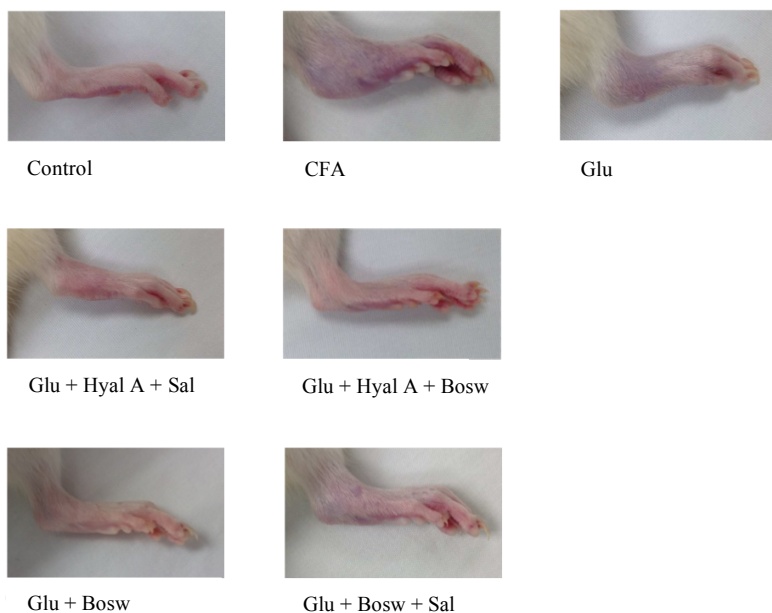 Control
CFA
Glu
Glu + Hyal A + Sal
Glu + Hyal A + Bosw
Glu + Bosw
Glu + Bosw + Sal